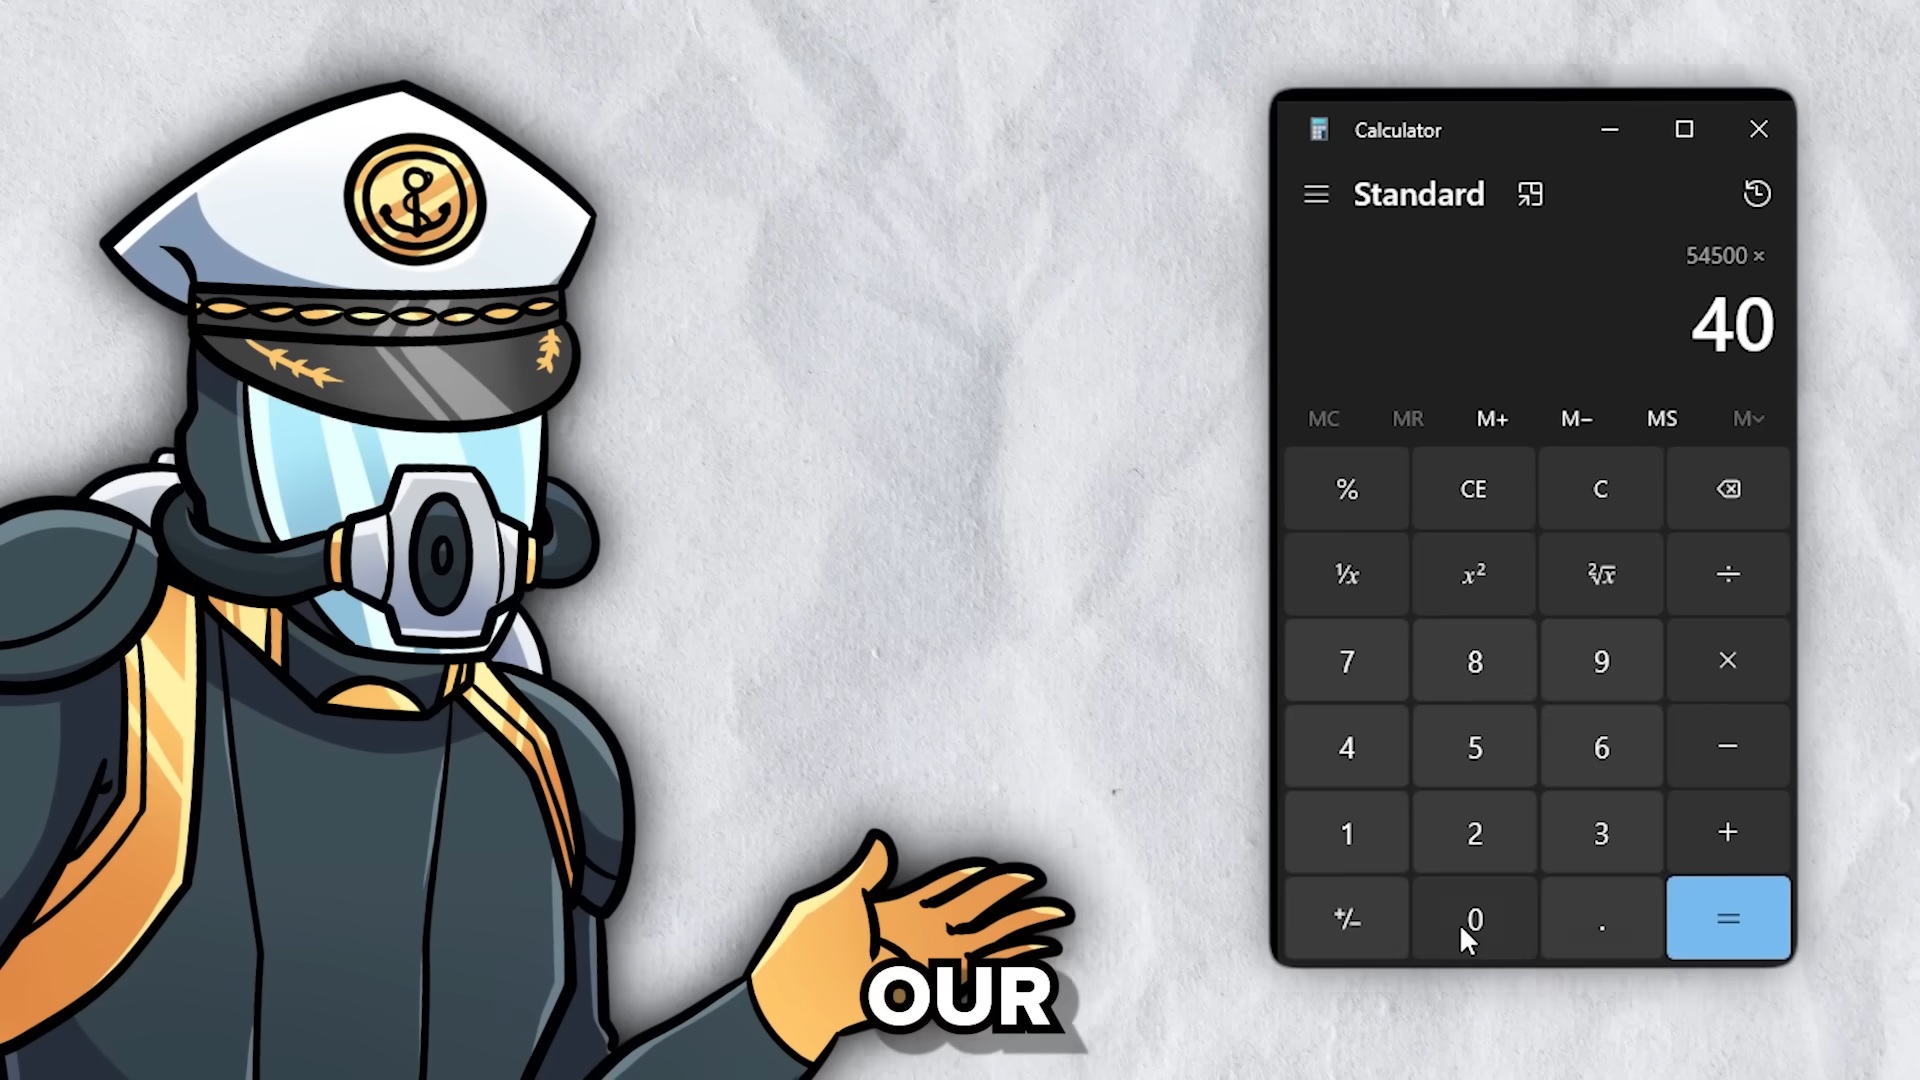 Calculator
Standard
54500 ×
40
MC MR M+ M− MS M
% CE C
¹/x x² ²√x ÷
7 8 9 ×
4 5 6 −
1 2 3 +
+/− 0 . =
OUR